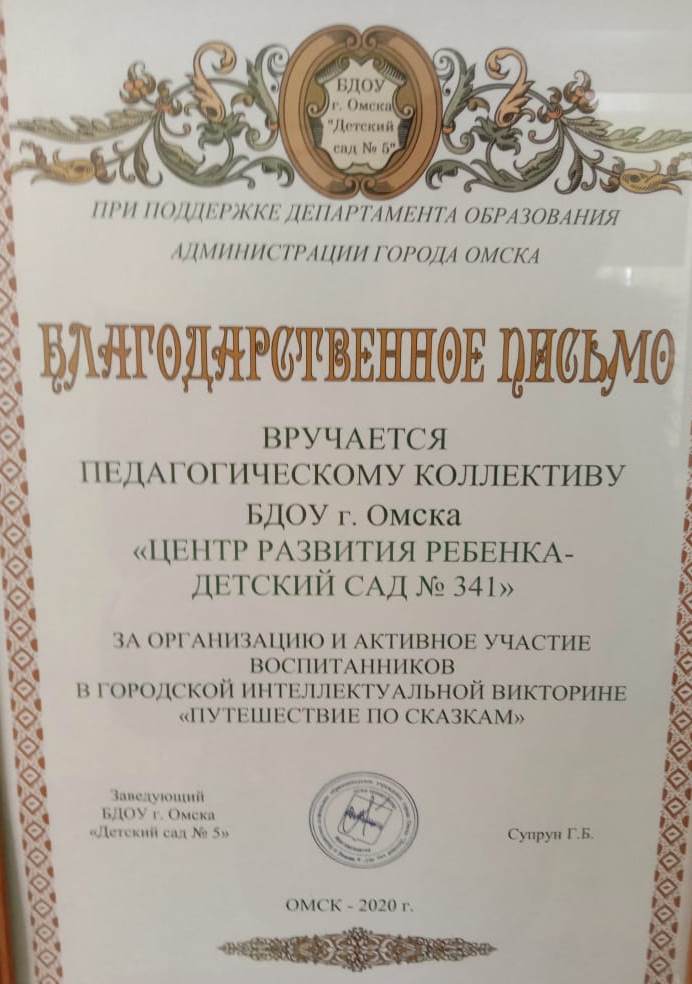 БДОУ
г. Омска
"Детский
сад № 5"
ПРИ ПОДДЕРЖКЕ ДЕПАРТАМЕНТА ОБРАЗОВАНИЯ
АДМИНИСТРАЦИИ ГОРОДА ОМСКА
БЛАГОДАРСТВЕННОЕ ПИСЬМО
ВРУЧАЕТСЯ
ПЕДАГОГИЧЕСКОМУ КОЛЛЕКТИВУ
БДОУ г. Омска
«ЦЕНТР РАЗВИТИЯ РЕБЕНКА-
ДЕТСКИЙ САД № 341»
ЗА ОРГАНИЗАЦИЮ И АКТИВНОЕ УЧАСТИЕ
ВОСПИТАННИКОВ
В ГОРОДСКОЙ ИНТЕЛЛЕКТУАЛЬНОЙ ВИКТОРИНЕ
«ПУТЕШЕСТВИЕ ПО СКАЗКАМ»
Заведующий
БДОУ г. Омска
«Детский сад № 5»
Супрун Г.Б.
ОМСК - 2020 г.